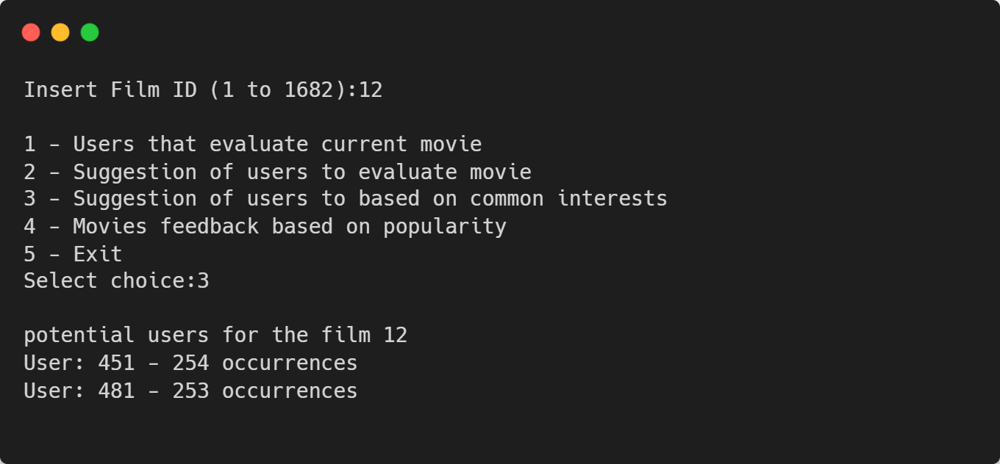 Insert Film ID (1 to 1682):12
1 - Users that evaluate current movie
2 - Suggestion of users to evaluate movie
3 - Suggestion of users to based on common interests
4 - Movies feedback based on popularity
5 - Exit
Select choice:3
potential users for the film 12
User: 451 - 254 occurrences
User: 481 - 253 occurrences